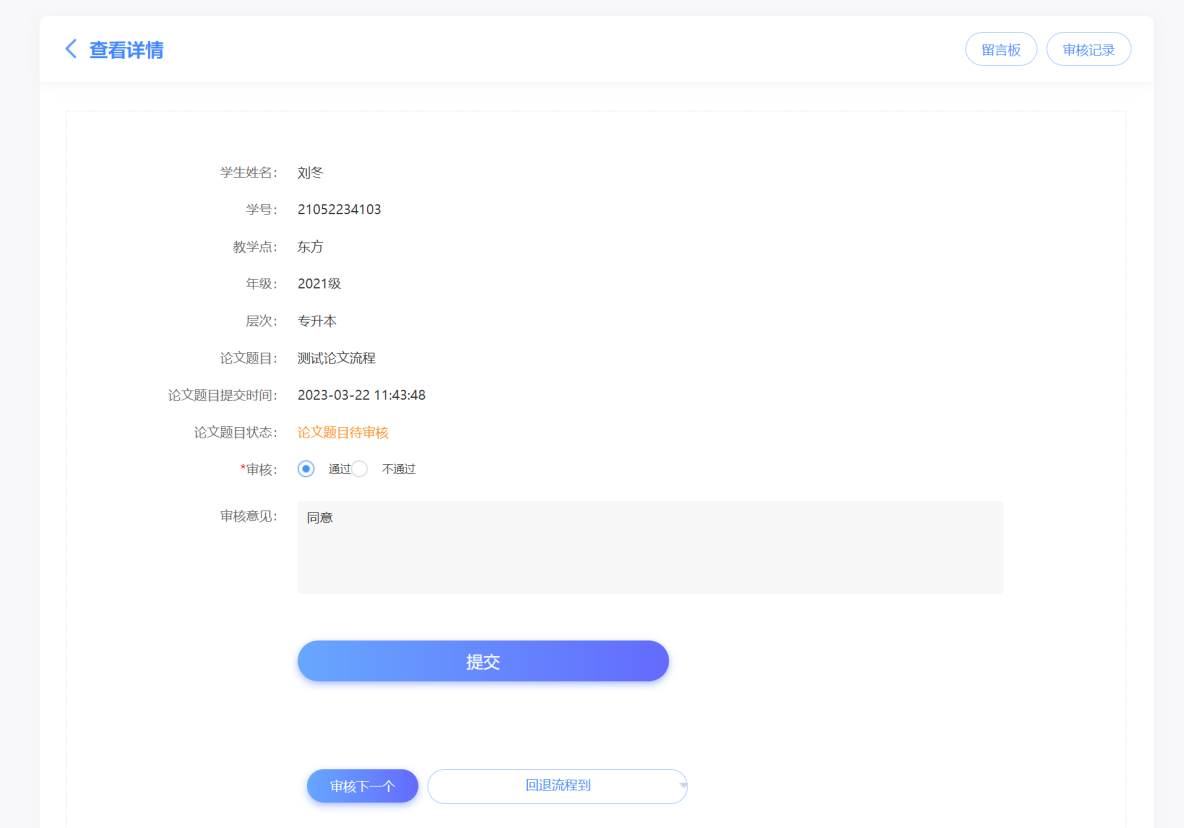 查看详情
留言板
审核记录
学生姓名： 刘冬
学号： 21052234103
教学点： 东方
年级： 2021级
层次： 专升本
论文题目： 测试论文流程
论文题目提交时间： 2023-03-22 11:43:48
论文题目状态： 论文题目待审核
*审核： 通过 不通过
审核意见： 同意
提交
审核下一个
回退流程到